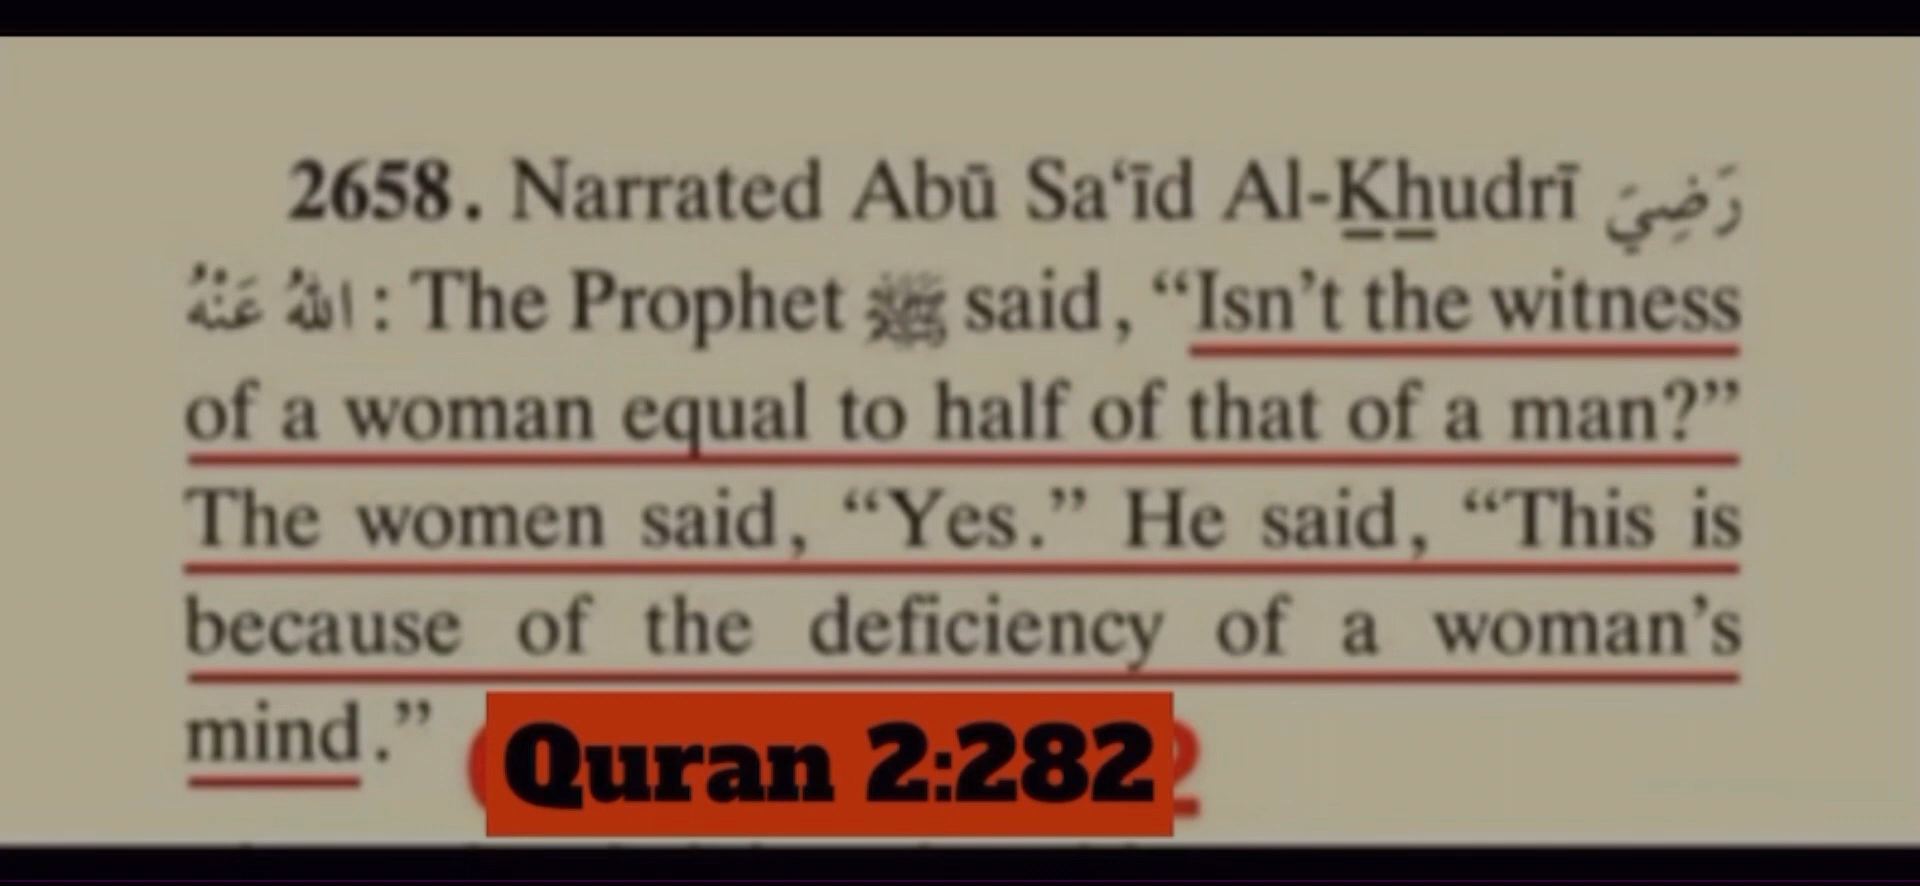 2658. Narrated Abū Sa‘īd Al-Khudrī رَضِيَ
اللهُ عَنْهُ : The Prophet ﷺ said, “Isn’t the witness
of a woman equal to half of that of a man?”
The women said, “Yes.” He said, “This is
because of the deficiency of a woman’s
mind.”
Quran 2:282